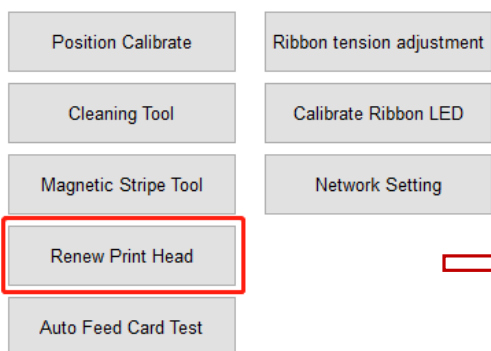 Position Calibrate
Ribbon tension adjustment
Cleaning Tool
Calibrate Ribbon LED
Magnetic Stripe Tool
Network Setting
Renew Print Head
Auto Feed Card Test